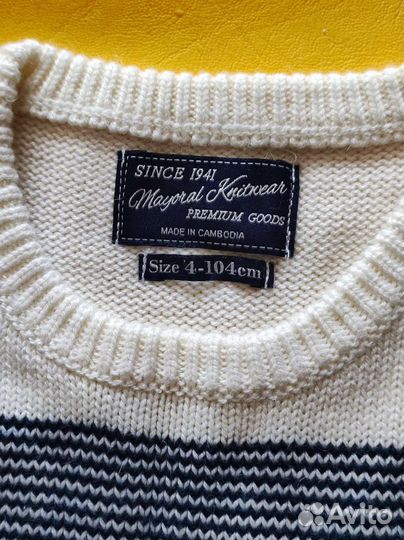 SINCE 1941
Mayoral Knitwear
PREMIUM GOODS
MADE IN CAMBODIA
Size 4-104cm
Avito